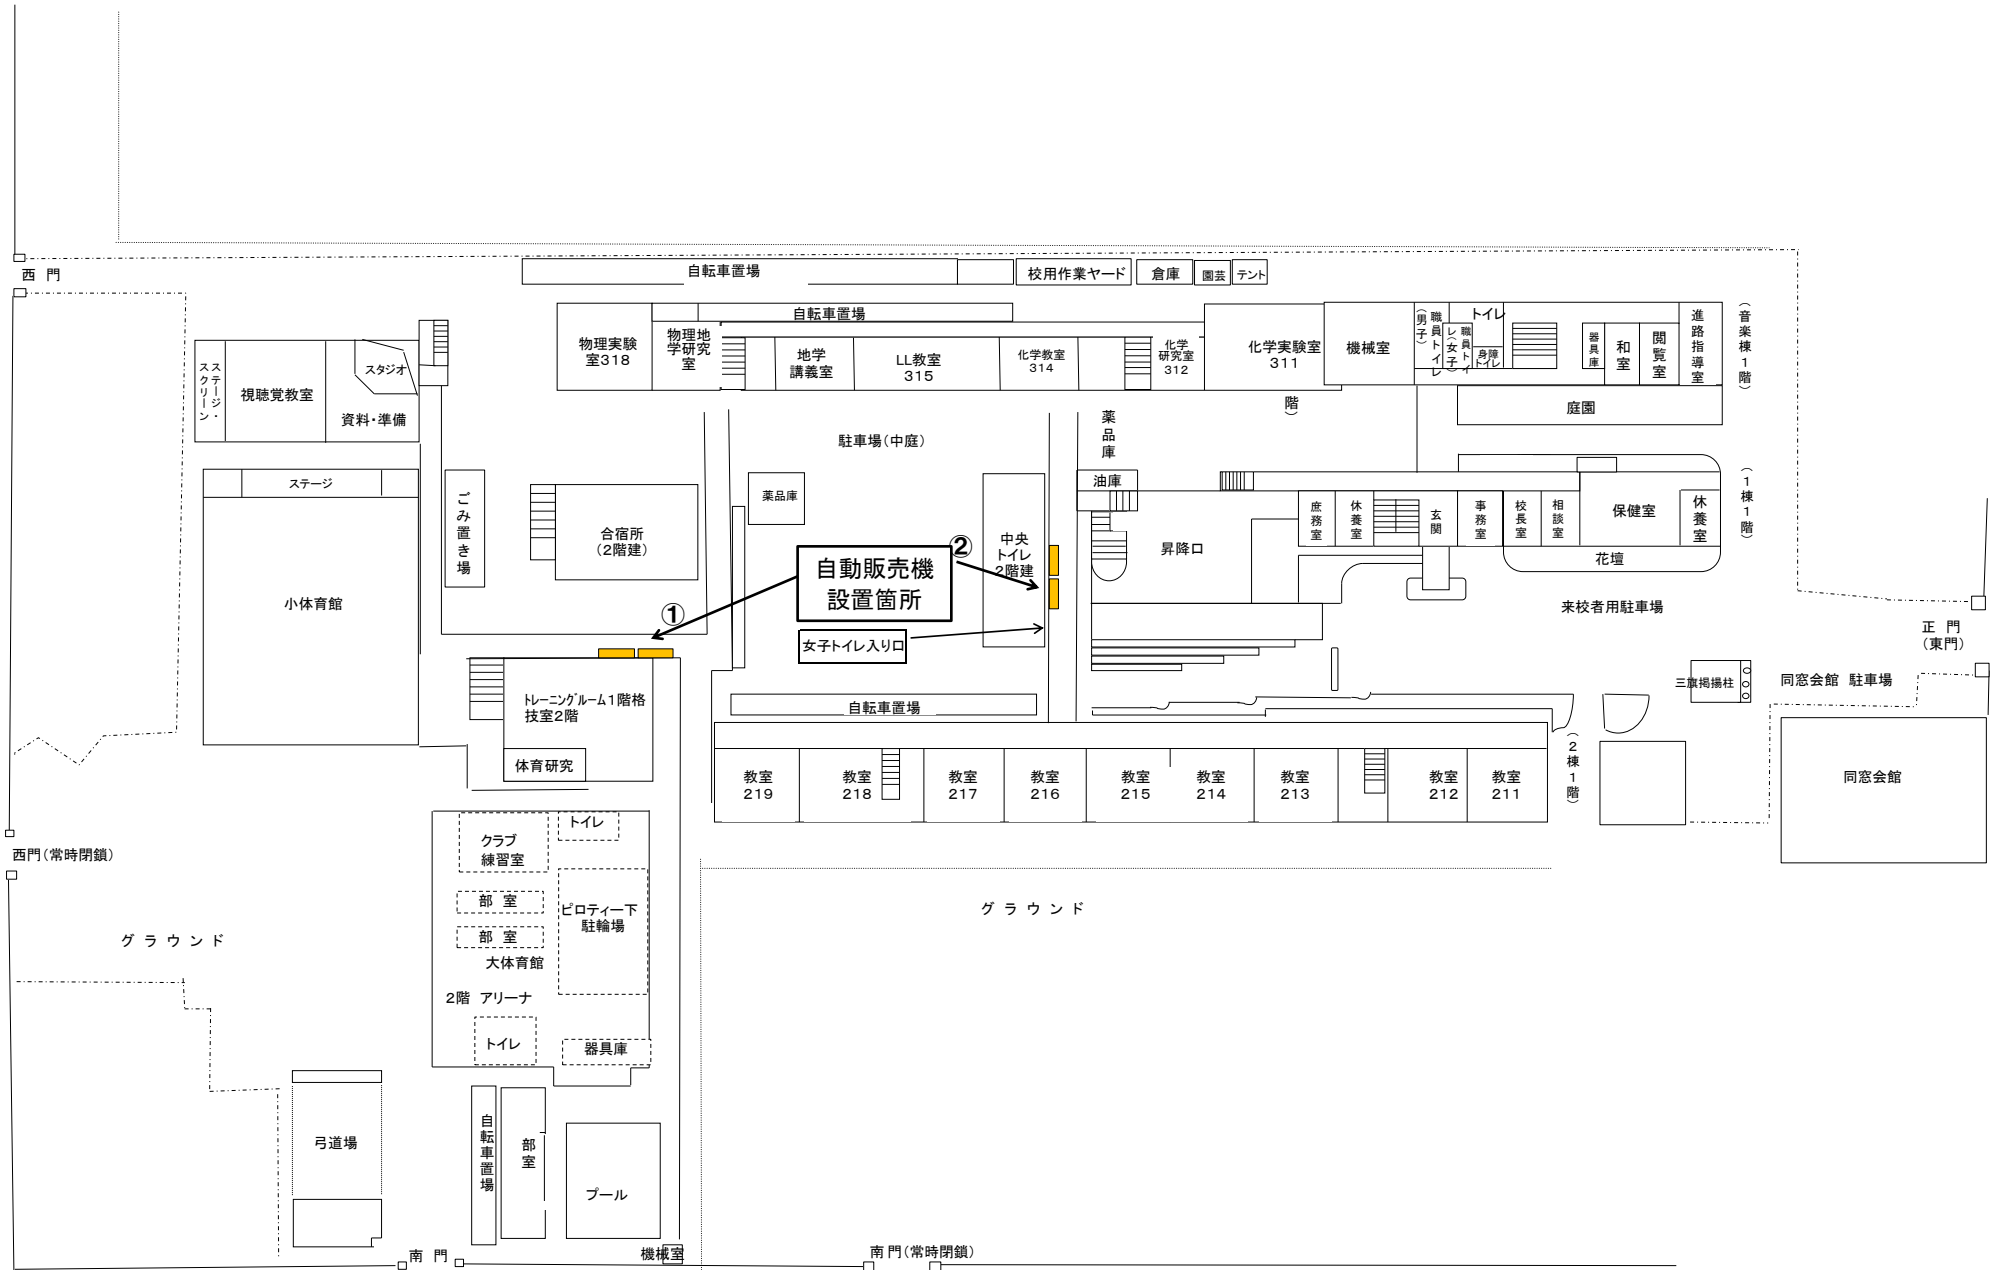 西 門
自転車置場
校用作業ヤード
倉庫
園芸
テント
自転車置場
物理実験
室318
物理地
学研究
室
地学
講義室
LL教室
315
化学教室
314
化学
研究室
312
化学実験室
311
機械室
職員トイレ
(男子)
職員トイ
レ(女子)
トイレ
身障
トイレ
器具庫
和室
閲覧室
進路指導室
(音楽棟1階)
ステージ・
スクリーン
視聴覚教室
スタジオ
資料・準備
階)
庭園
駐車場(中庭)
薬品庫
ステージ
ごみ置き場
合宿所
(2階建)
薬品庫
中央
トイレ
2階建
油庫
昇降口
庶務室
休養室
玄関
事務室
校長室
相談室
保健室
休養室
(1棟1階)
花壇
小体育館
自動販売機
設置箇所
①
②
女子トイレ入り口
来校者用駐車場
正 門
(東門)
三旗掲揚柱
同窓会館 駐車場
トレーニングルーム1階格
技室2階
体育研究
自転車置場
教室
219
教室
218
教室
217
教室
216
教室
215
教室
214
教室
213
教室
212
教室
211
(2棟1階)
同窓会館
西門(常時閉鎖)
クラブ
練習室
トイレ
部 室
部 室
ピロティー下
駐輪場
大体育館
2階 アリーナ
トイレ
器具庫
グラウンド
グラウンド
弓道場
自転車置場
部室
プール
南 門
機械室
南門(常時閉鎖)